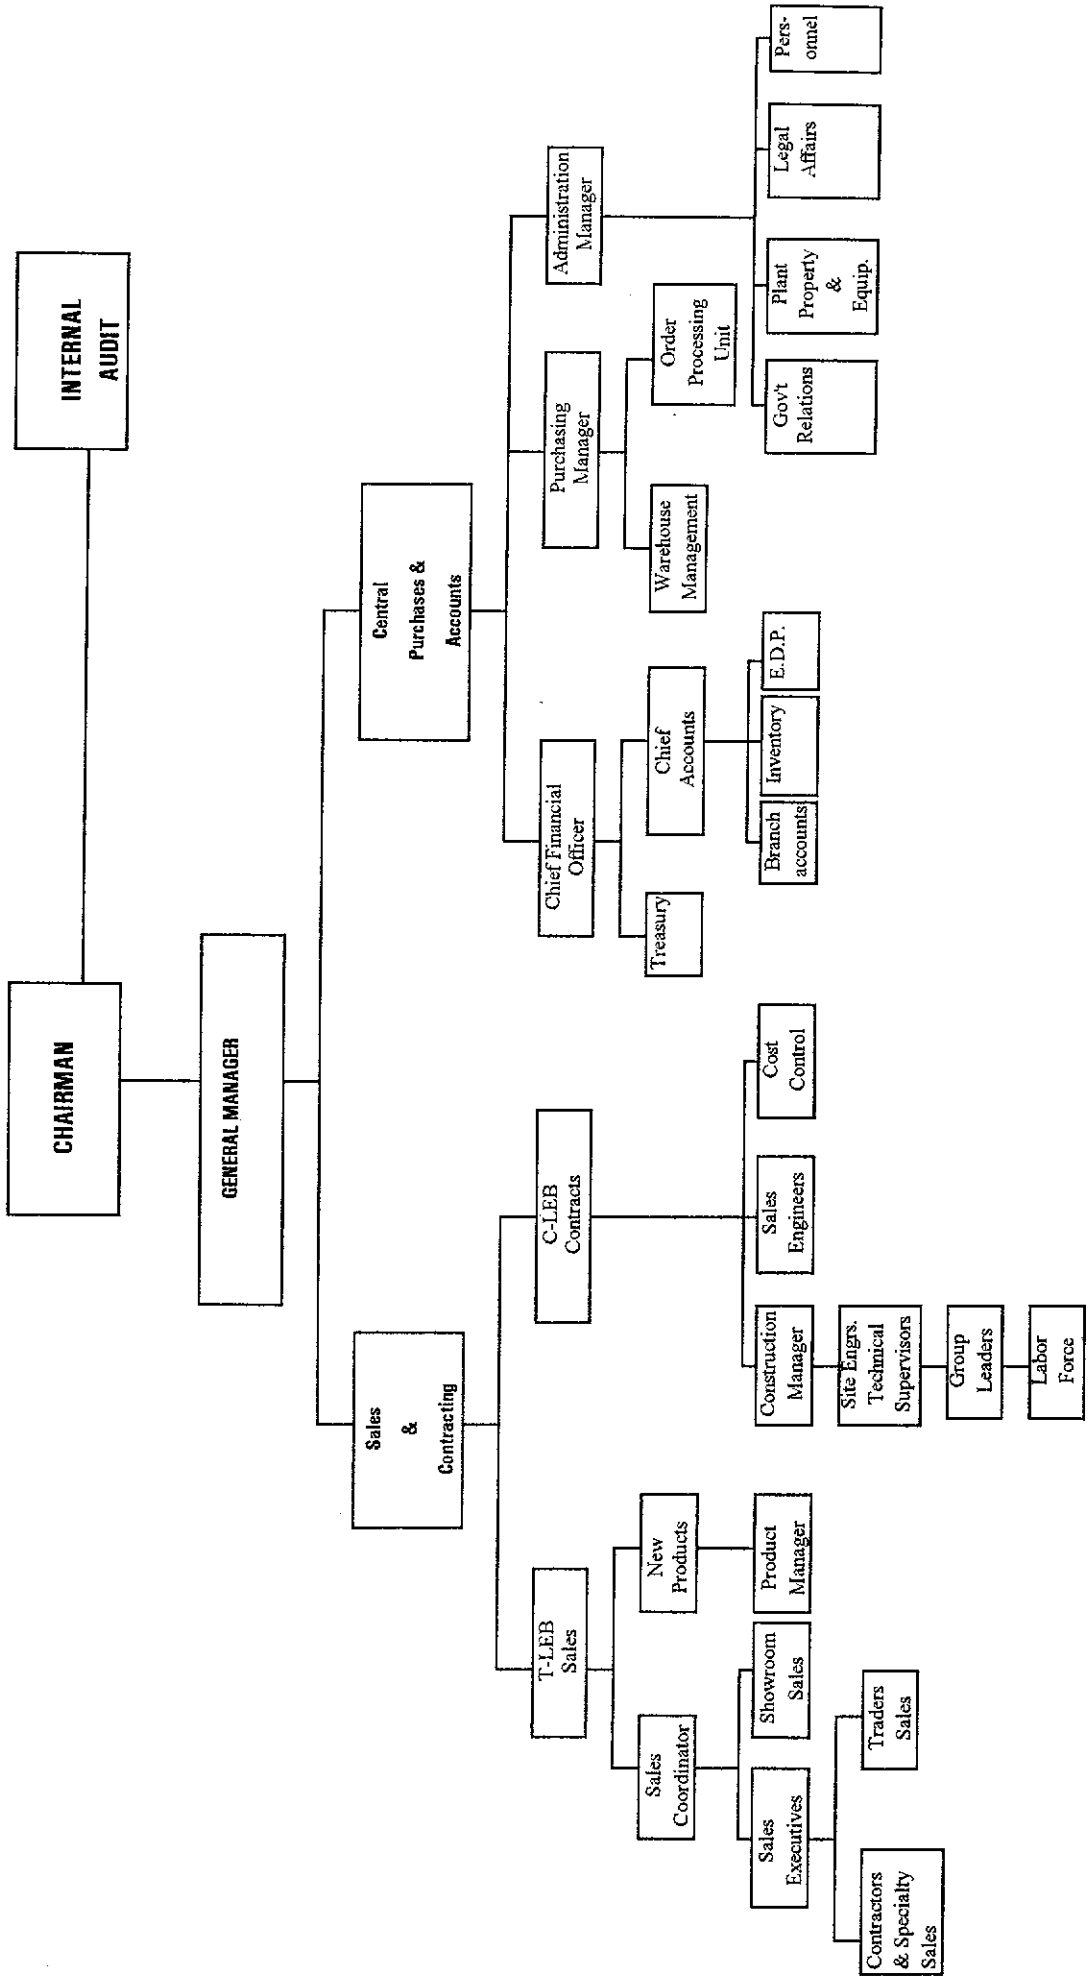 CHAIRMAN
INTERNAL
AUDIT
GENERAL MANAGER
Sales
&
Contracting
Central
Purchases &
Accounts
T-LEB
Sales
C-LEB
Contracts
Chief Financial
Officer
Purchasing
Manager
Administration
Manager
Sales
Coordinator
New
Products
Treasury
Chief
Accounts
Warehouse
Management
Order
Processing
Unit
Sales
Executives
Showroom
Sales
Product
Manager
Construction
Manager
Sales
Engineers
Cost
Control
Branch
accounts
Inventory
E.D.P.
Gov't
Relations
Plant
Property
&
Equip.
Legal
Affairs
Pers-
onnel
Contractors
& Specialty
Sales
Traders
Sales
Site Engrs.
Technical
Supervisors
Group
Leaders
Labor
Force